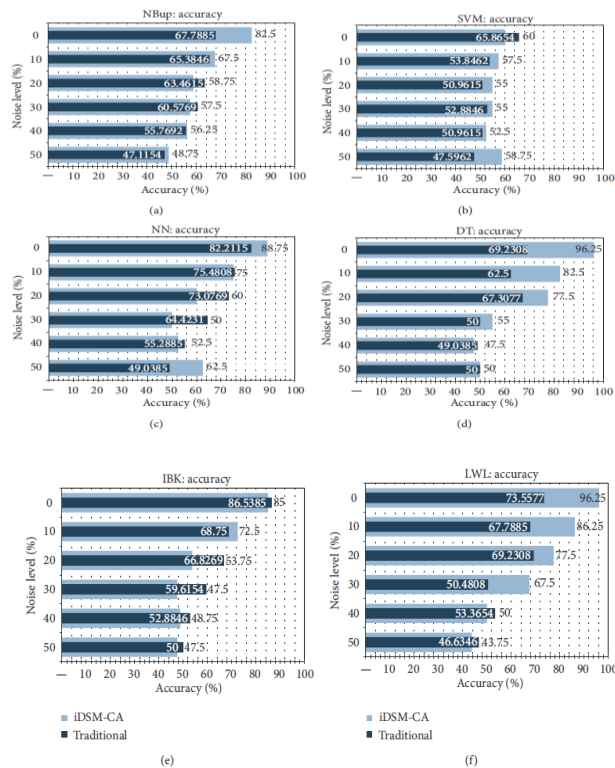 NBup: accuracy
Noise level (%)
0 67.7885 82.5
10 65.3846 67.5
20 63.4615 58.75
30 60.5769 57.5
40 55.7692 56.25
50 47.1154 48.75
— 10 20 30 40 50 60 70 80 90 100
Accuracy (%)
(a)
SVM: accuracy
Noise level (%)
0 65.8654 60
10 53.8462 57.5
20 50.9615 55
30 52.8846 55
40 50.9615 52.5
50 47.5962 58.75
— 10 20 30 40 50 60 70 80 90 100
Accuracy (%)
(b)
NN: accuracy
Noise level (%)
0 82.2115 88.75
10 75.4808 75
20 73.0769 60
30 64.4231 50
40 55.2885 52.5
50 49.0385 62.5
— 10 20 30 40 50 60 70 80 90 100
Accuracy (%)
(c)
DT: accuracy
Noise level (%)
0 69.2308 96.25
10 62.5 82.5
20 67.3077 77.5
30 50 55
40 49.0385 47.5
50 50 50
— 10 20 30 40 50 60 70 80 90 100
Accuracy (%)
(d)
IBK: accuracy
Noise level (%)
0 86.5385 85
10 68.75 72.5
20 66.8269 53.75
30 59.6154 47.5
40 52.8846 48.75
50 50 47.5
— 10 20 30 40 50 60 70 80 90 100
Accuracy (%)
iDSM-CA
Traditional
(e)
LWL: accuracy
Noise level (%)
0 73.5577 96.25
10 67.7885 86.25
20 69.2308 77.5
30 50.4808 67.5
40 53.3654 50
50 46.6346 43.75
— 10 20 30 40 50 60 70 80 90 100
Accuracy (%)
iDSM-CA
Traditional
(f)